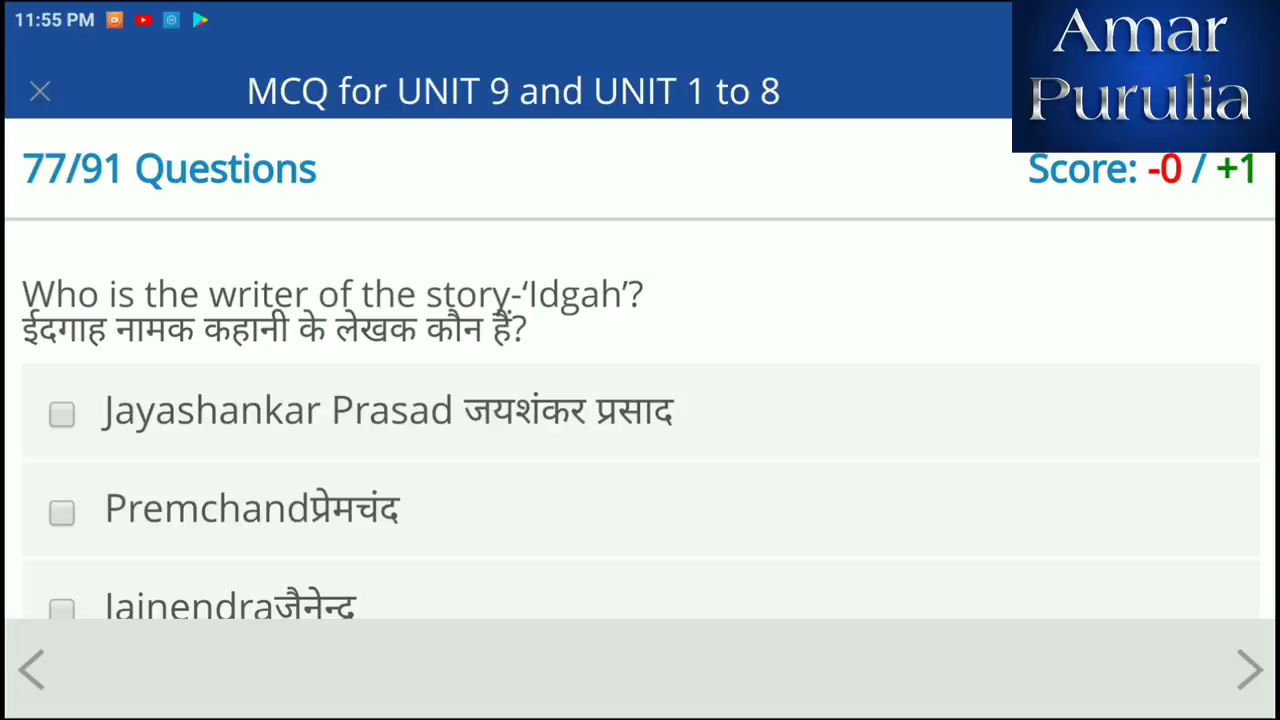 11:55 PM
MCQ for UNIT 9 and UNIT 1 to 8
Amar
Purulia
77/91 Questions
Score: -0 / +1
Who is the writer of the story-‘Idgah’?
ईदगाह नामक कहानी के लेखक कौन हैं?
Jayashankar Prasad जयशंकर प्रसाद
Premchandप्रेमचंद
Jainendraजैनेन्द्र